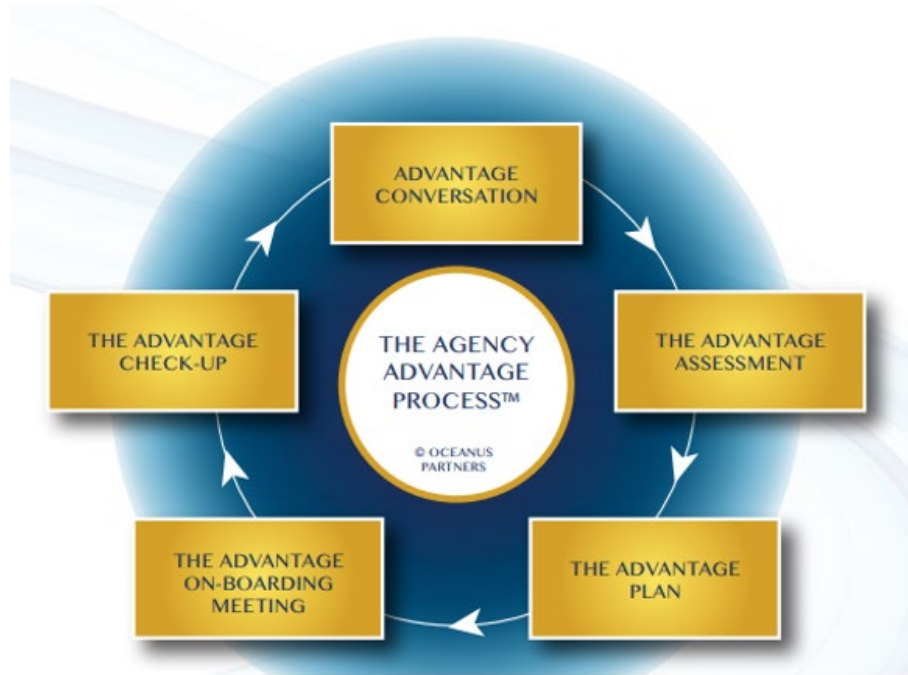 ADVANTAGE
CONVERSATION
THE ADVANTAGE
ASSESSMENT
THE ADVANTAGE
PLAN
THE ADVANTAGE
ON-BOARDING
MEETING
THE ADVANTAGE
CHECK-UP
THE AGENCY
ADVANTAGE
PROCESS™
© OCEANUS
PARTNERS